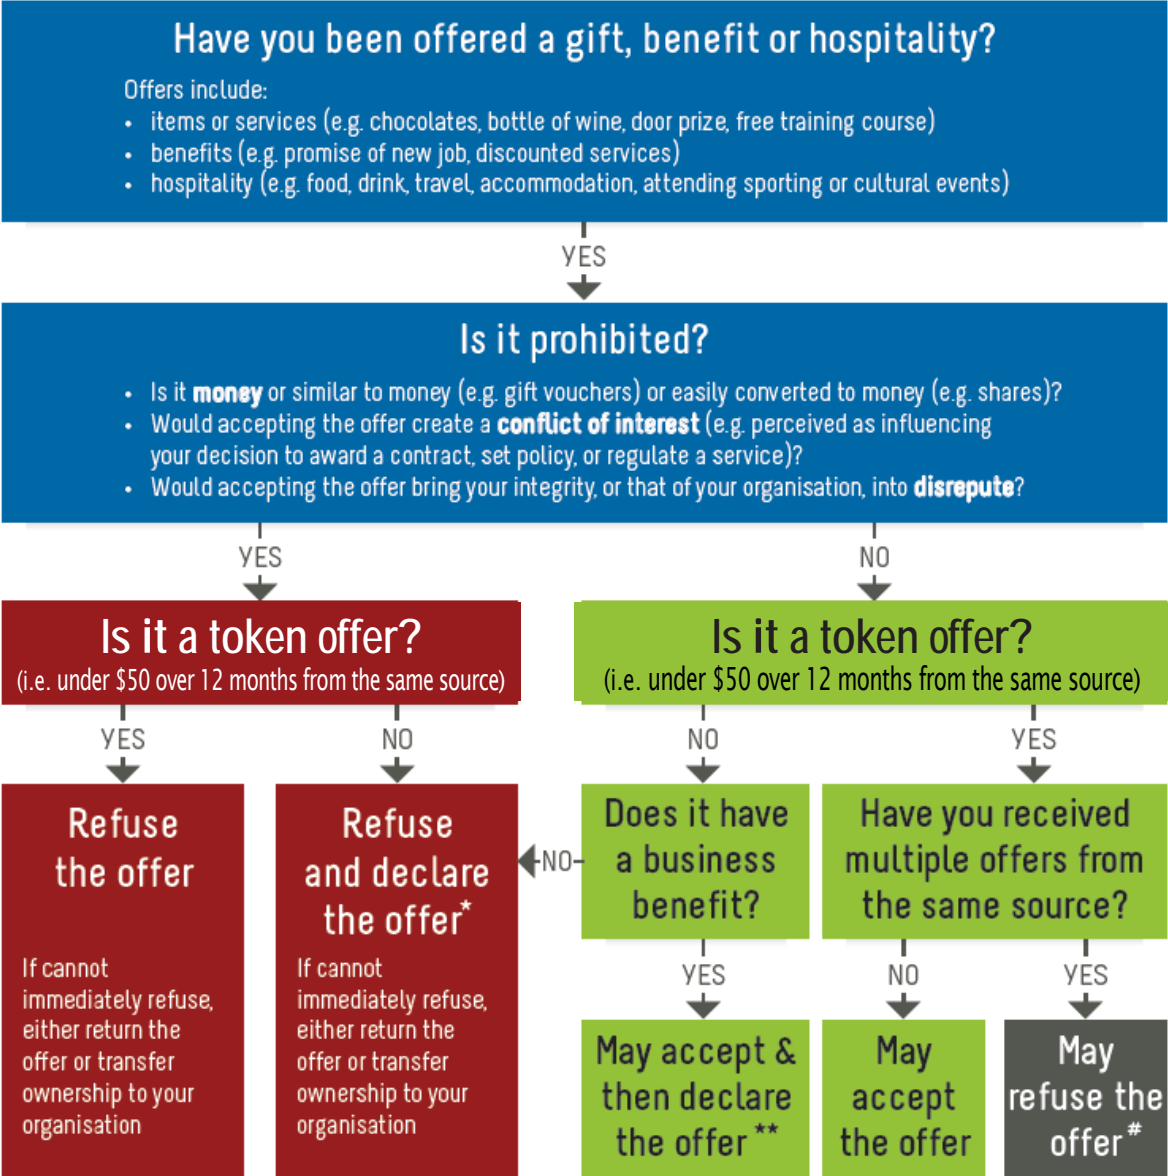 Have you been offered a gift, benefit or hospitality?
Offers include:
• items or services (e.g. chocolates, bottle of wine, door prize, free training course)
• benefits (e.g. promise of new job, discounted services)
• hospitality (e.g. food, drink, travel, accommodation, attending sporting or cultural events)
YES
Is it prohibited?
• Is it money or similar to money (e.g. gift vouchers) or easily converted to money (e.g. shares)?
• Would accepting the offer create a conflict of interest (e.g. perceived as influencing
your decision to award a contract, set policy, or regulate a service)?
• Would accepting the offer bring your integrity, or that of your organisation, into disrepute?
YES
NO
Is it a token offer?
(i.e. under $50 over 12 months from the same source)
Is it a token offer?
(i.e. under $50 over 12 months from the same source)
YES
NO
NO
YES
Refuse
the offer
If cannot
immediately refuse,
either return the
offer or transfer
ownership to your
organisation
Refuse
and declare
the offer*
If cannot
immediately refuse,
either return the
offer or transfer
ownership to your
organisation
NO
Does it have
a business
benefit?
Have you received
multiple offers from
the same source?
YES
NO
YES
May accept &
then declare
the offer **
May
accept
the offer
May
refuse the
offer #